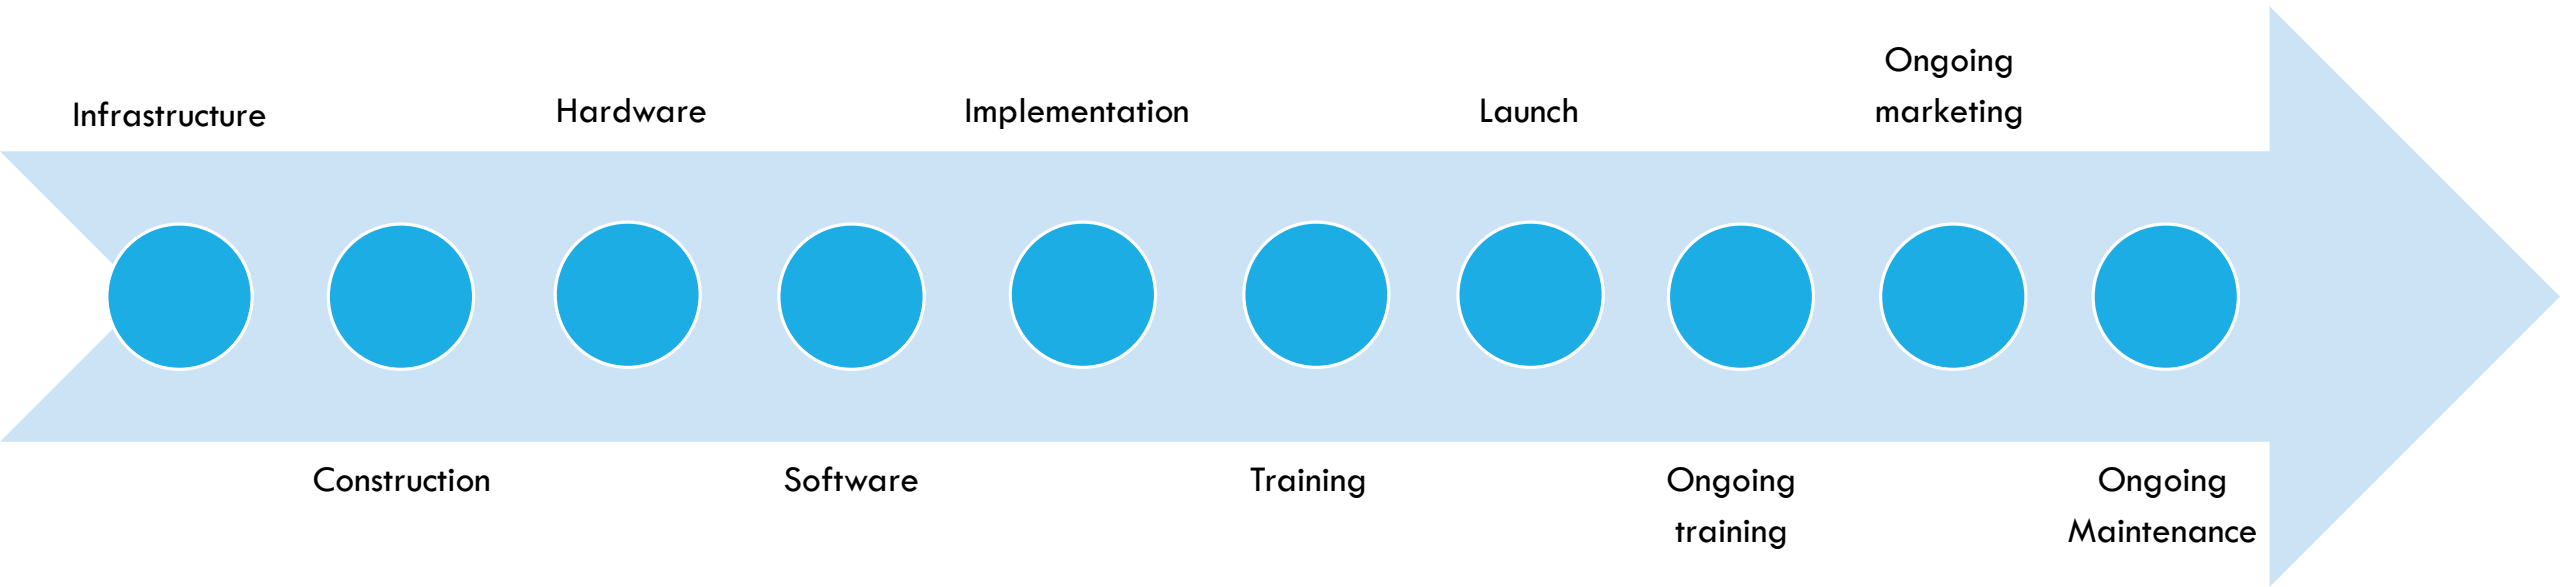 Infrastructure
Construction
Hardware
Software
Implementation
Training
Launch
Ongoing
training
Ongoing
marketing
Ongoing
Maintenance